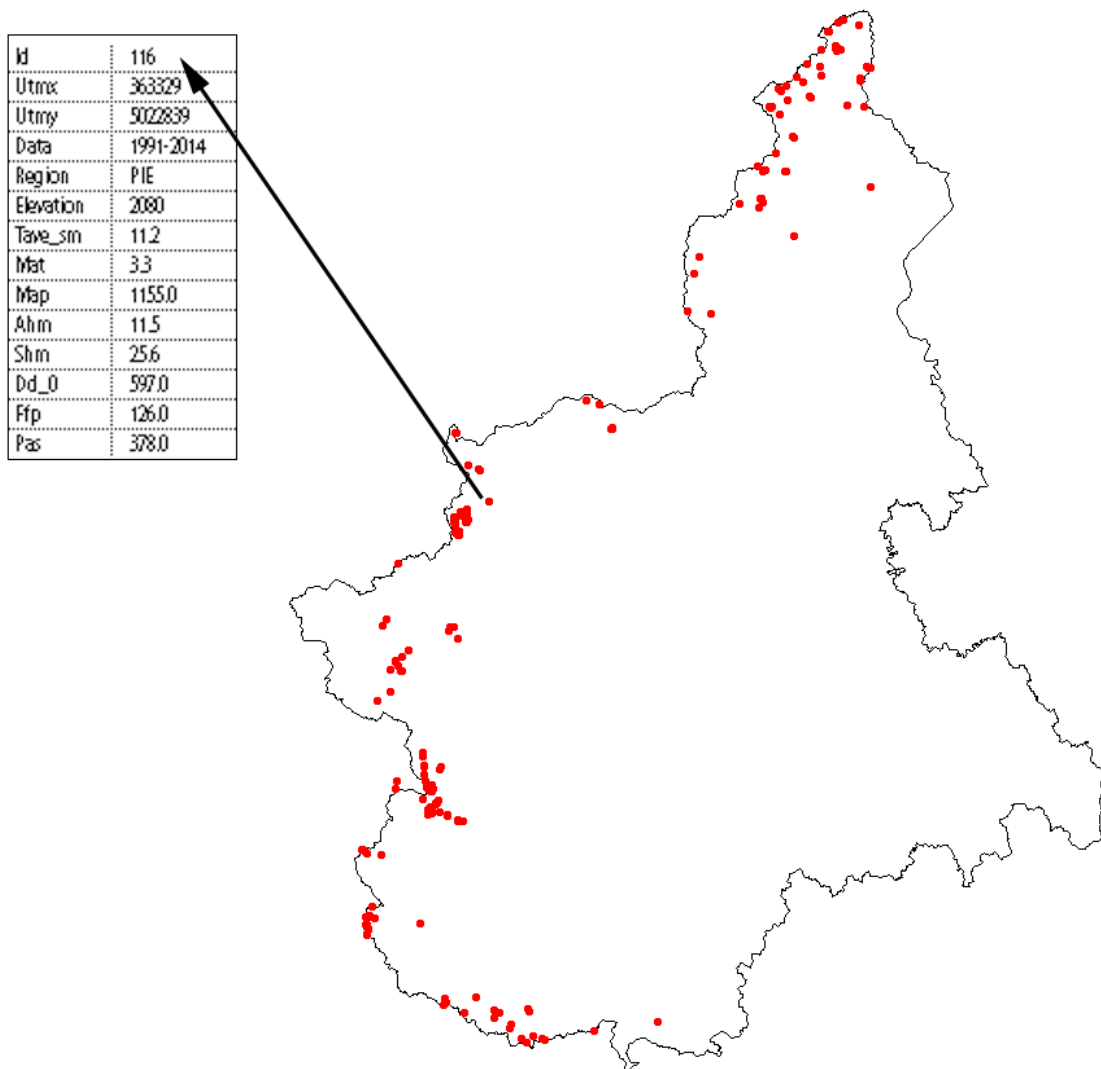 Id 116
Utmx 363329
Utmy 5022839
Data 1991-2014
Region PIE
Elevation 2080
Tave_sm 11.2
Mat 3.3
Map 1155.0
Ahm 11.5
Shm 25.6
Dd_0 597.0
Ffp 126.0
Pas 378.0